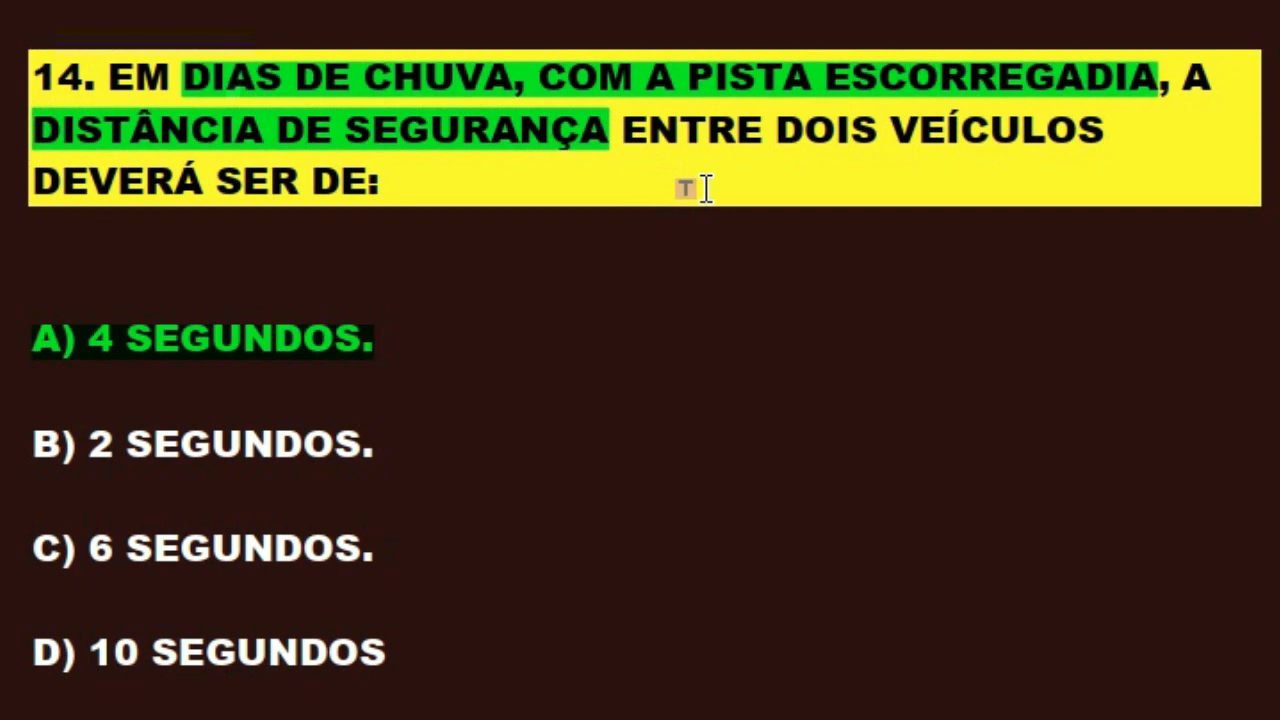 14. EM DIAS DE CHUVA, COM A PISTA ESCORREGADIA, A
DISTÂNCIA DE SEGURANÇA ENTRE DOIS VEÍCULOS
DEVERÁ SER DE:
T
A) 4 SEGUNDOS.
B) 2 SEGUNDOS.
C) 6 SEGUNDOS.
D) 10 SEGUNDOS